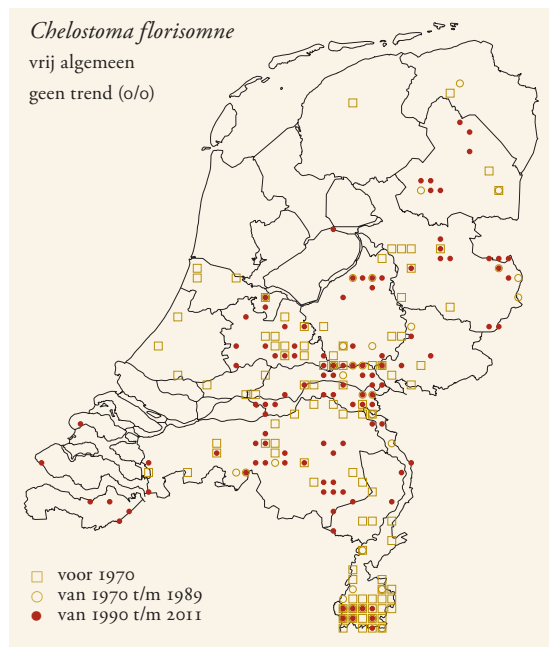 Chelostoma florisomne
vrij algemeen
geen trend (0/0)
voor 1970
van 1970 t/m 1989
van 1990 t/m 2011